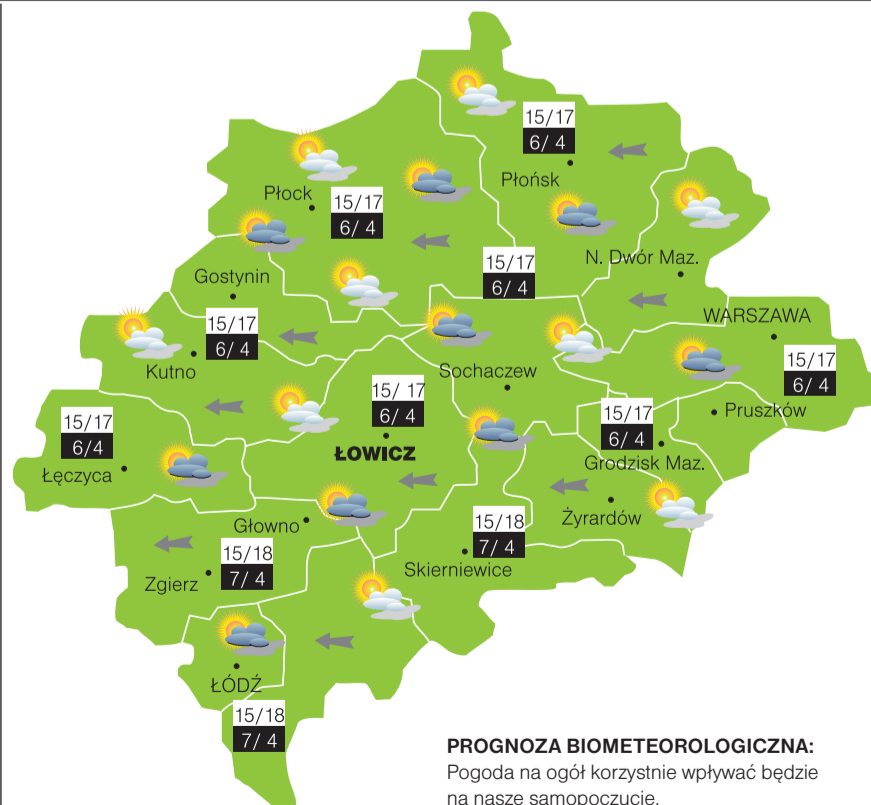 15/17
6/ 4
Płońsk
Płock
15/17
6/ 4
N. Dwór Maz.
15/17
6/ 4
Gostynin
WARSZAWA
15/17
6/ 4
Kutno
15/17
6/ 4
Sochaczew
15/ 17
6/ 4
ŁOWICZ
Pruszków
15/17
6/ 4
Grodzisk Maz.
15/17
6/4
Łęczyca
Żyrardów
Głowno
15/18
7/ 4
Skierniewice
15/18
7/ 4
Zgierz
ŁÓDŹ
15/18
7/ 4
PROGNOZA BIOMETEOROLOGICZNA:
Pogoda na ogół korzystnie wpływać będzie
na nasze samopoczucie.